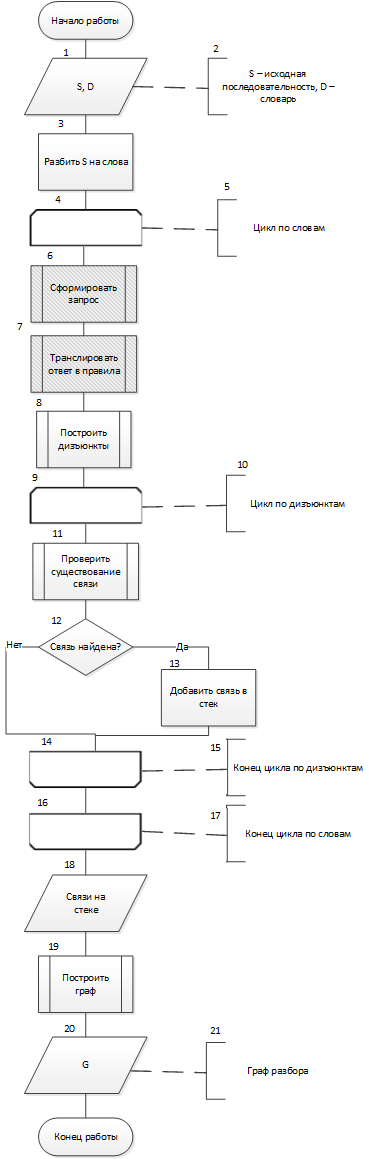 Начало работы
1
2
S, D
S – исходная
последовательность, D –
словарь
3
Разбить S на слова
4
5
Цикл по словам
6
Сформировать
запрос
7
Транслировать
ответ в правила
8
Построить
дизъюнкты
9
10
Цикл по дизъюнктам
11
Проверить
существование
связи
12
Связь найдена?
Нет
Да
13
Добавить связь в
стек
14
15
Конец цикла по дизъюнктам
16
17
Конец цикла по словам
18
Связи на
стеке
19
Построить
граф
20
21
G
Граф разбора
Конец работы